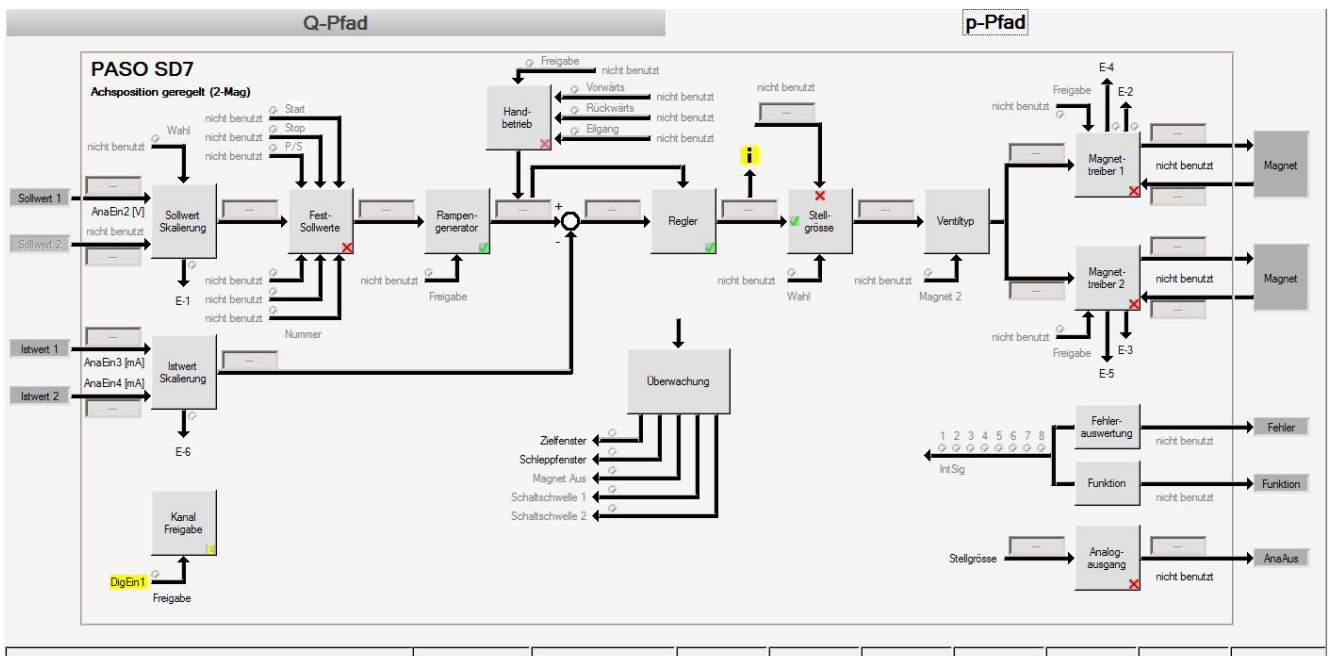 Q-Pfad
p-Pfad
PASO SD7
Achsposition geregelt (2-Mag)
Freigabe
nicht benutzt
Vorwärts
nicht benutzt
Rückwärts
nicht benutzt
Eilgang
nicht benutzt
Hand-
betrieb
Wahl
nicht benutzt
Start
nicht benutzt
Stop
nicht benutzt
P/S
nicht benutzt
nicht benutzt
---
E-4
E-2
Freigabe
nicht benutzt
Sollwert 1
---
AnaEin2 [V]
nicht benutzt
Sollwert 2
---
Sollwert
Skalierung
E-1
---
Fest-
Sollwerte
nicht benutzt
nicht benutzt
nicht benutzt
Nummer
---
Rampen-
generator
nicht benutzt
Freigabe
---
+
-
---
Regler
---
i
Stell-
grösse
nicht benutzt
Wahl
---
Ventiltyp
nicht benutzt
Magnet 2
---
Magnet-
treiber 1
---
nicht benutzt
---
Magnet
---
Magnet-
treiber 2
---
nicht benutzt
---
Magnet
nicht benutzt
Freigabe
E-3
E-5
Istwert 1
---
AnaEin3 [mA]
AnaEin4 [mA]
Istwert 2
---
Istwert
Skalierung
---
E-6
Überwachung
Zielfenster
Schleppfenster
Magnet Aus
Schaltschwelle 1
Schaltschwelle 2
1 2 3 4 5 6 7 8
IntSig
Fehler-
auswertung
nicht benutzt
Fehler
Funktion
nicht benutzt
Funktion
Kanal
Freigabe
E
DigEin1
Freigabe
Stellgrösse
---
Analog-
ausgang
---
nicht benutzt
AnaAus